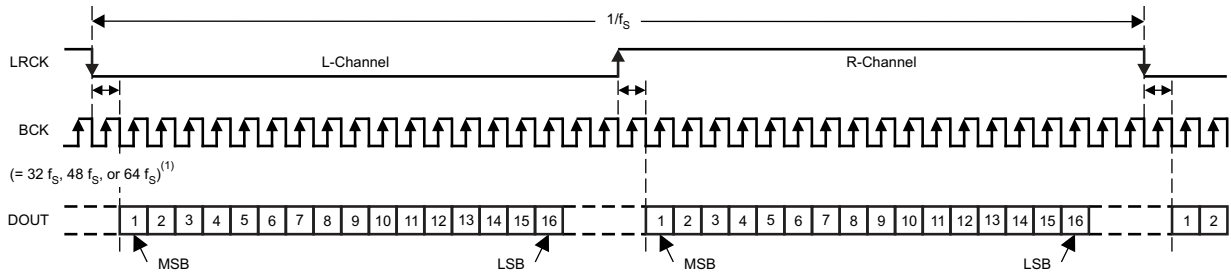 1/fS
LRCK
L-Channel
R-Channel
BCK
(= 32 fS, 48 fS, or 64 fS)(1)
DOUT
1 2 3 4 5 6 7 8 9 10 11 12 13 14 15 16 1 2 3 4 5 6 7 8 9 10 11 12 13 14 15 16 1 2
MSB LSB MSB LSB